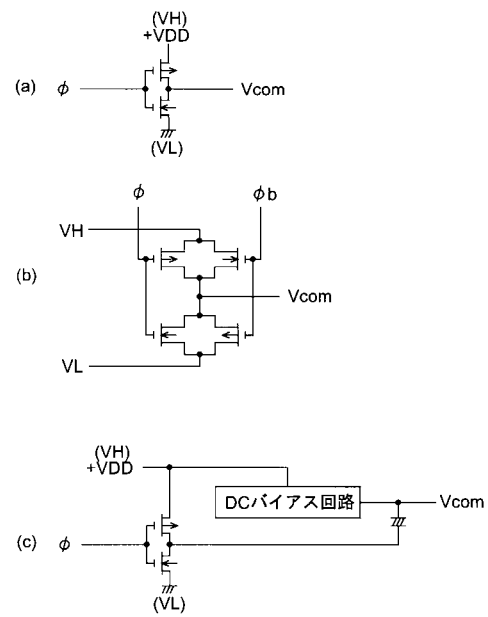 (VH)
+VDD
(a) φ Vcom
(VL)
φ φb
VH
(b) Vcom
VL
(VH)
+VDD
DCバイアス回路 Vcom
(c) φ
(VL)